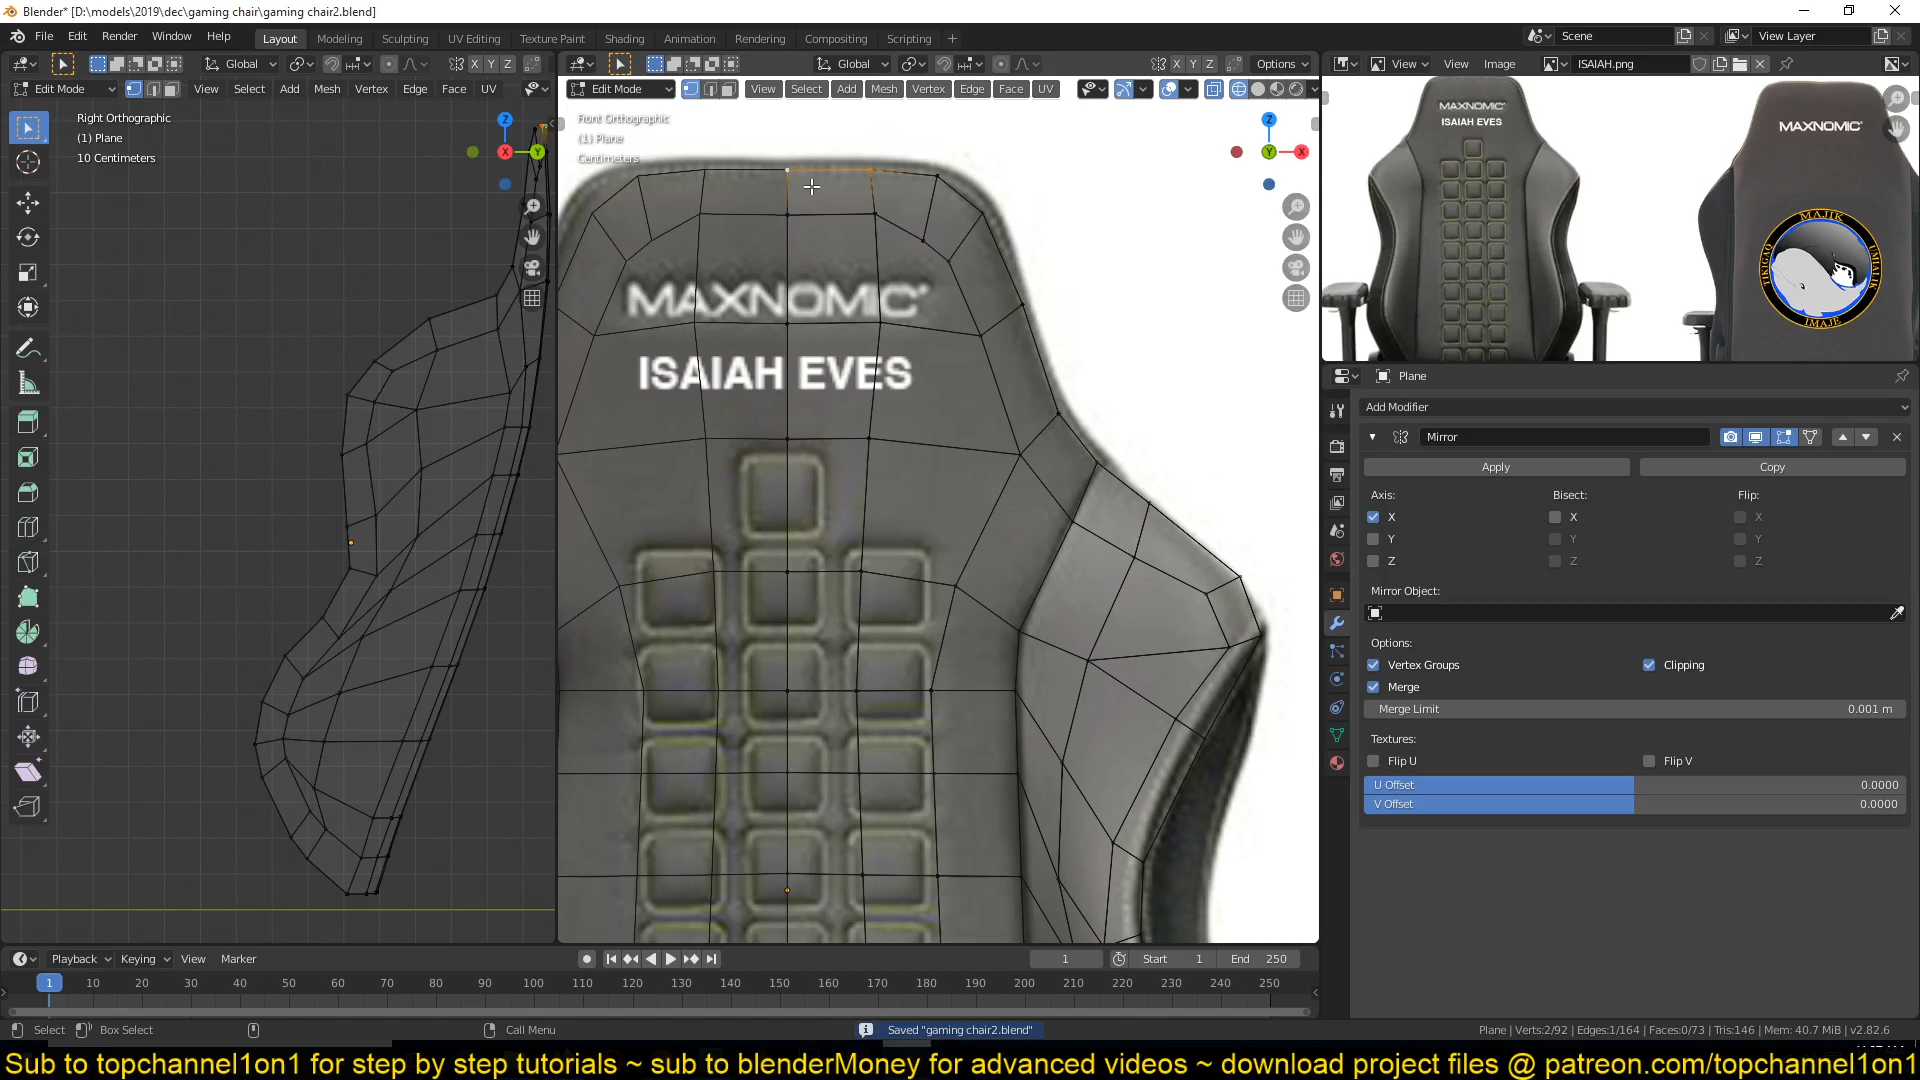 Blender* [D:\models\2019\dec\gaming chair\gaming chair2.blend]
File Edit Render Window Help
Layout Modeling Sculpting UV Editing Texture Paint Shading Animation Rendering Compositing Scripting +
Scene
View Layer
Global
X Y Z
Global
X Y Z
Options
View View Image
ISAIAH.png
Edit Mode
View Select Add Mesh Vertex Edge Face UV
Edit Mode
View Select Add Mesh Vertex Edge Face UV
Right Orthographic
(1) Plane
10 Centimeters
Z
X
Y
Front Orthographic
(1) Plane
Centimeters
Z
Y
X
MAXNOMIC
ISAIAH EVES
MAXNOMIC
ISAIAH EVES
MAXNOMIC
MAJIK
TIKIGAQ
UMIALIK
IMAJE
Plane
Add Modifier
Mirror
Apply
Copy
Axis:
Bisect:
Flip:
X
X
X
Y
Y
Y
Z
Z
Z
Mirror Object:
Options:
Vertex Groups
Clipping
Merge
Merge Limit 0.001 m
Textures:
Flip U
Flip V
U Offset 0.0000
V Offset 0.0000
Playback Keying View Marker
1
Start 1
End 250
1 10 20 30 40 50 60 70 80 90 100 110 120 130 140 150 160 170 180 190 200 210 220 230 240 250
Select
Box Select
Call Menu
Saved "gaming chair2.blend"
Plane | Verts:2/92 | Edges:1/164 | Faces:0/73 | Tris:146 | Mem: 40.7 MiB | v2.82.6
Sub to topchannel1on1 for step by step tutorials ~ sub to blenderMoney for advanced videos ~ download project files @ patreon.com/topchannel1on1